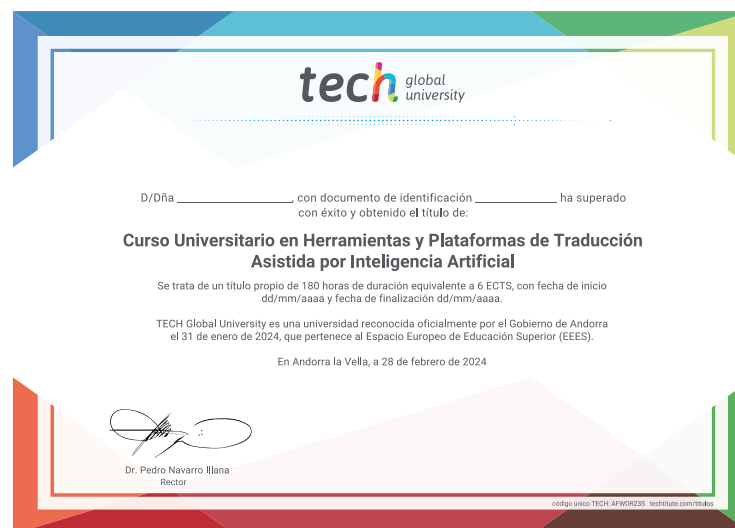 tech global
university
D/Dña ____________________, con documento de identificación ______________ ha superado
con éxito y obtenido el título de:
Curso Universitario en Herramientas y Plataformas de Traducción
Asistida por Inteligencia Artificial
Se trata de un título propio de 180 horas de duración equivalente a 6 ECTS, con fecha de inicio
dd/mm/aaaa y fecha de finalización dd/mm/aaaa.
TECH Global University es una universidad reconocida oficialmente por el Gobierno de Andorra
el 31 de enero de 2024, que pertenece al Espacio Europeo de Educación Superior (EEES).
En Andorra la Vella, a 28 de febrero de 2024
Dr. Pedro Navarro Illana
Rector
código único TECH: AFWOR23S techtitute.com/títulos